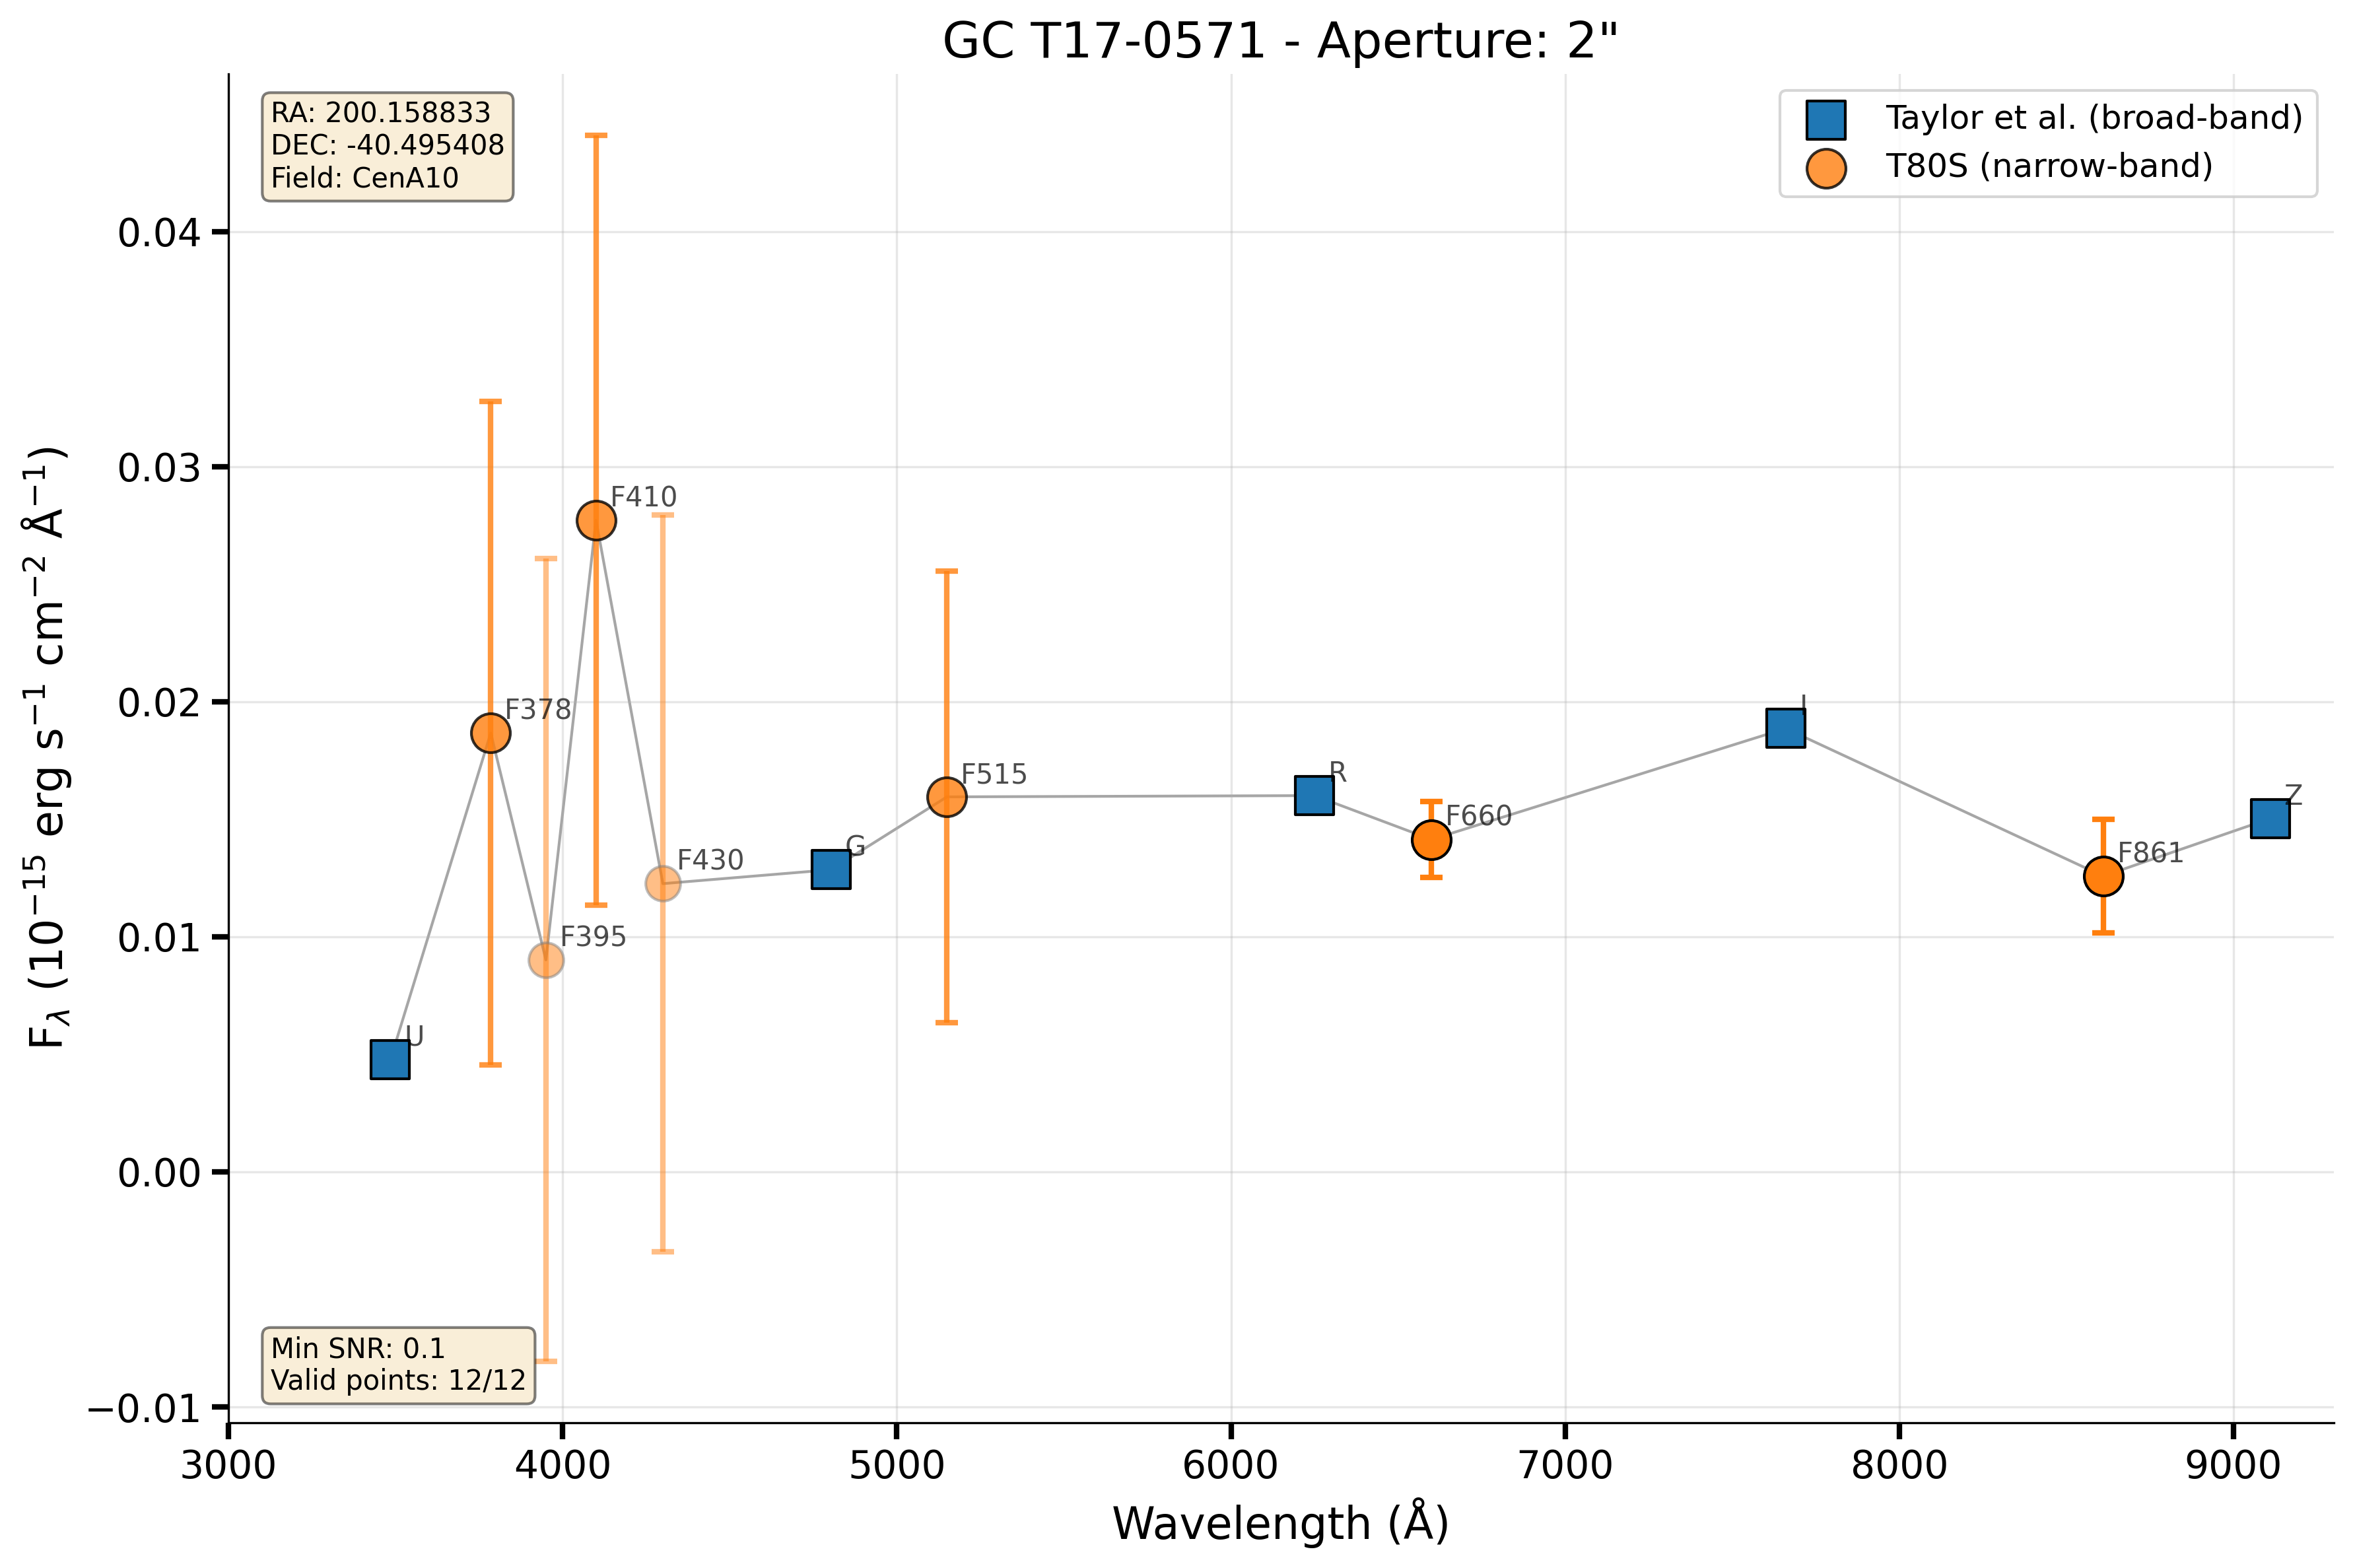 GC T17-0571 - Aperture: 2"
RA: 200.158833
DEC: -40.495408
Field: CenA10
Taylor et al. (broad-band)
T80S (narrow-band)
F$_{\lambda}$ (10$^{-15}$ erg s$^{-1}$ cm$^{-2}$ Å$^{-1}$)
0.04
0.03
0.02
0.01
0.00
−0.01
U
F378
F395
F410
F430
G
F515
R
F660
I
F861
Z
Min SNR: 0.1
Valid points: 12/12
3000 4000 5000 6000 7000 8000 9000
Wavelength (Å)